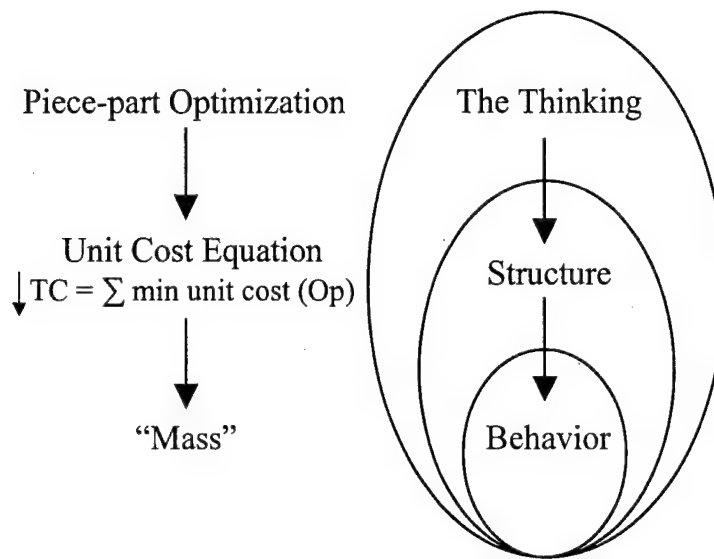 Piece-part Optimization
The Thinking
Unit Cost Equation
↓ TC = ∑ min unit cost (Op)
Structure
“Mass”
Behavior